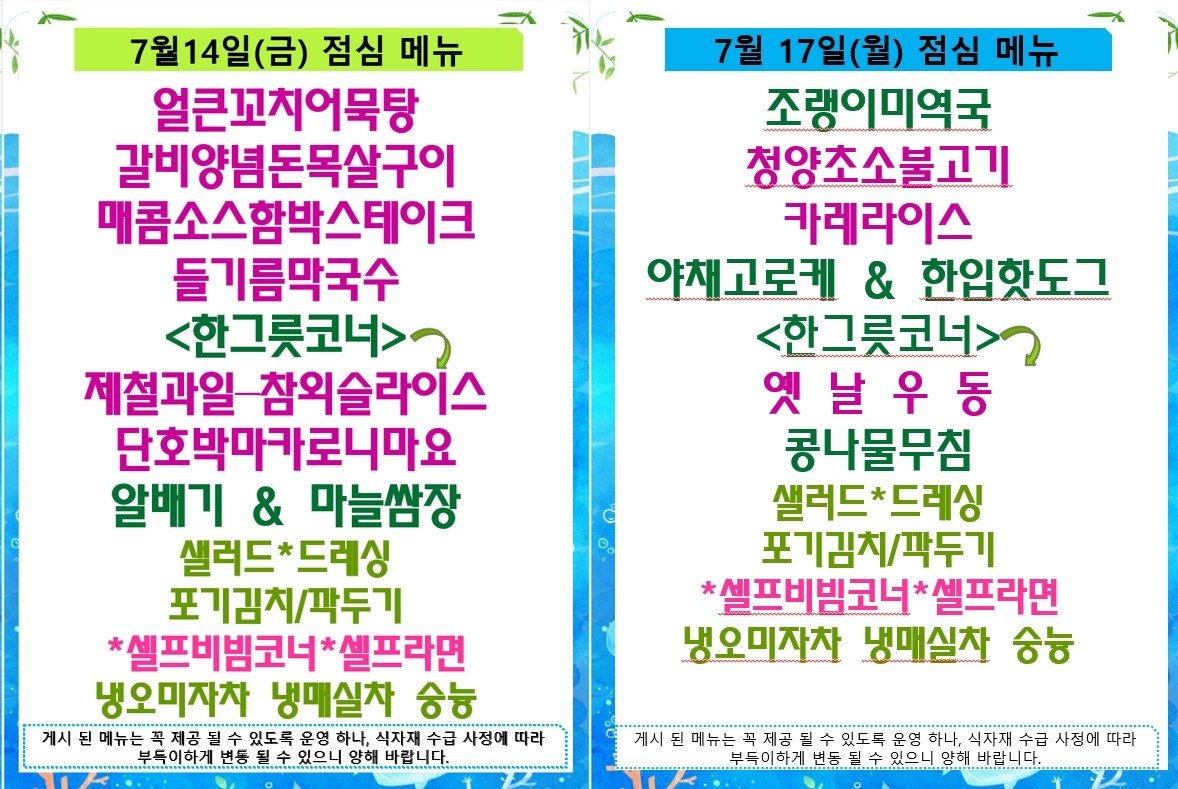 7월14일(금) 점심 메뉴
얼큰꼬치어묵탕
갈비양념돈목살구이
매콤소스함박스테이크
들기름막국수
<한그릇코너>
제철과일–참외슬라이스
단호박마카로니마요
알배기 & 마늘쌈장
샐러드*드레싱
포기김치/깍두기
*셀프비빔코너*셀프라면
냉오미자차 냉매실차 숭늉
게시 된 메뉴는 꼭 제공 될 수 있도록 운영 하나, 식자재 수급 사정에 따라
부득이하게 변동 될 수 있으니 양해 바랍니다.
7월 17일(월) 점심 메뉴
조랭이미역국
청양초소불고기
카레라이스
야채고로케 & 한입핫도그
<한그릇코너>
옛 날 우 동
콩나물무침
샐러드*드레싱
포기김치/깍두기
*셀프비빔코너*셀프라면
냉오미자차 냉매실차 숭늉
게시 된 메뉴는 꼭 제공 될 수 있도록 운영 하나, 식자재 수급 사정에 따라
부득이하게 변동 될 수 있으니 양해 바랍니다.